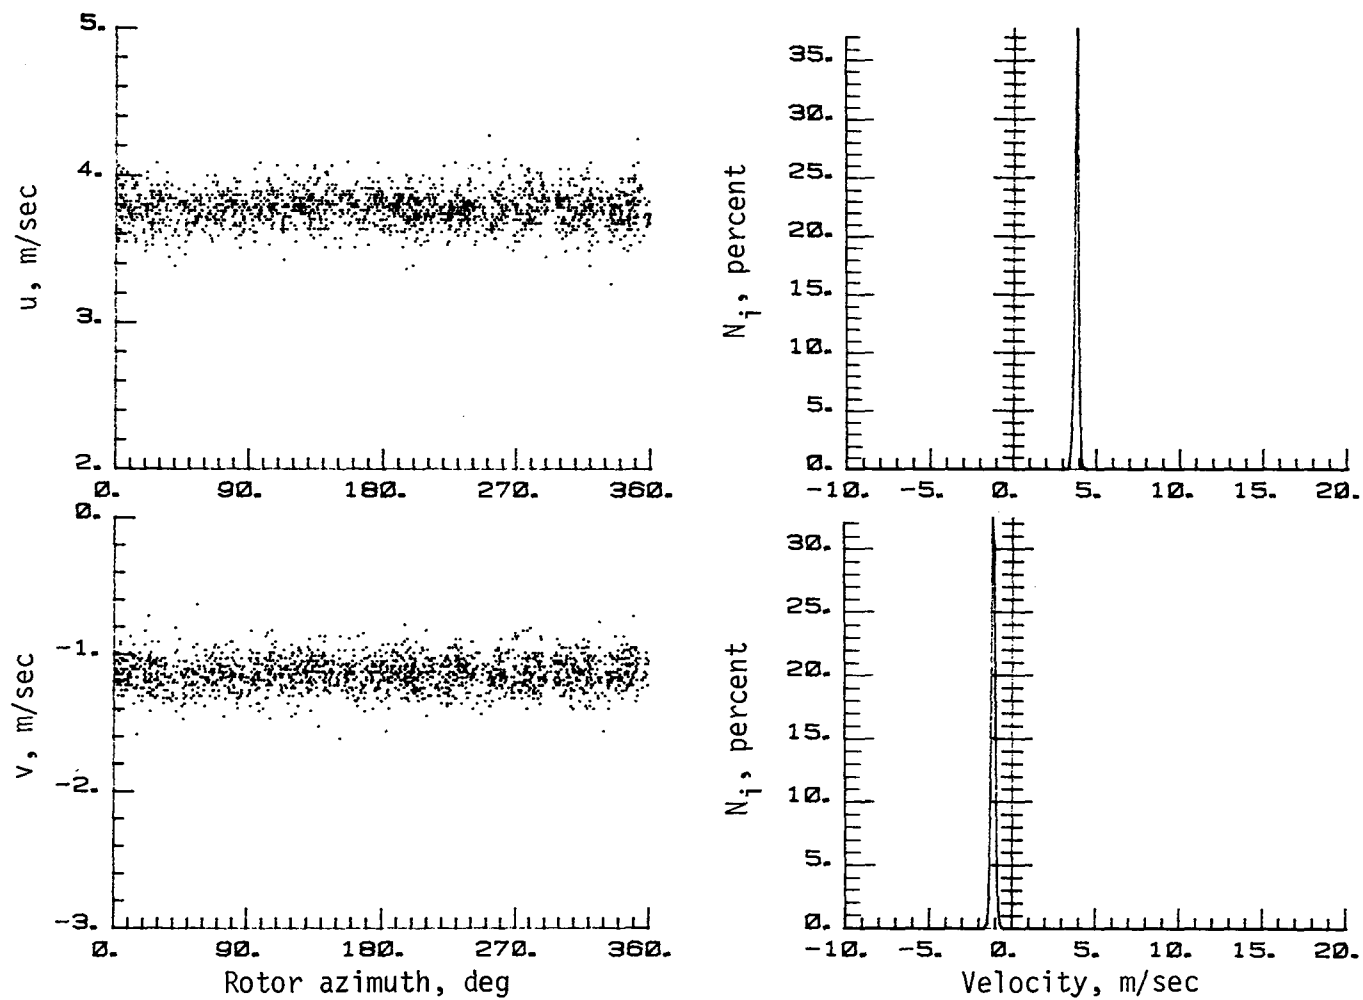 5.
4.
3.
2.
u, m/sec
0. 90. 180. 270. 360.
35.
30.
25.
20.
15.
10.
5.
0.
N_i, percent
-10. -5. 0. 5. 10. 15. 20.
0.
-1.
-2.
-3.
v, m/sec
0. 90. 180. 270. 360.
Rotor azimuth, deg
30.
25.
20.
15.
10.
5.
0.
N_i, percent
-10. -5. 0. 5. 10. 15. 20.
Velocity, m/sec